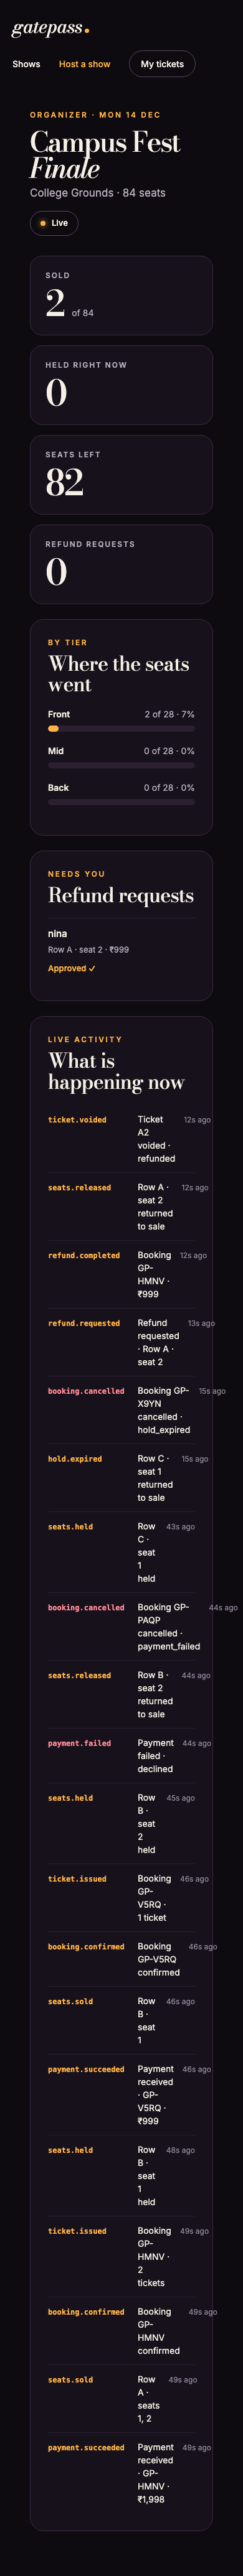 gatepass.
Shows
Host a show
My tickets
ORGANIZER · MON 14 DEC
Campus Fest
Finale
College Grounds · 84 seats
Live
SOLD
2 of 84
HELD RIGHT NOW
0
SEATS LEFT
82
REFUND REQUESTS
0
BY TIER
Where the seats
went
Front 2 of 28 · 7%
Mid 0 of 28 · 0%
Back 0 of 28 · 0%
NEEDS YOU
Refund requests
nina
Row A · seat 2 · ₹999
Approved ✓
LIVE ACTIVITY
What is
happening now
ticket.voided Ticket 12s ago
A2
voided ·
refunded
seats.released Row A · 12s ago
seat 2
returned
to sale
refund.completed Booking 12s ago
GP-
HMNV ·
₹999
refund.requested Refund 13s ago
requested
· Row A ·
seat 2
booking.cancelled Booking GP- 15s ago
X9YN
cancelled ·
hold_expired
hold.expired Row C · 15s ago
seat 1
returned
to sale
seats.held Row 43s ago
C ·
seat
1
held
booking.cancelled Booking GP- 44s ago
PAQP
cancelled ·
payment_failed
seats.released Row B · 44s ago
seat 2
returned
to sale
payment.failed Payment 44s ago
failed ·
declined
seats.held Row 45s ago
B ·
seat
2
held
ticket.issued Booking 46s ago
GP-
V5RQ ·
1 ticket
booking.confirmed Booking 46s ago
GP-V5RQ
confirmed
seats.sold Row 46s ago
B ·
seat
1
payment.succeeded Payment 46s ago
received
· GP-
V5RQ ·
₹999
seats.held Row 48s ago
B ·
seat
1
held
ticket.issued Booking 49s ago
GP-
HMNV ·
2
tickets
booking.confirmed Booking 49s ago
GP-
HMNV
confirmed
seats.sold Row 49s ago
A ·
seats
1, 2
payment.succeeded Payment 49s ago
received
· GP-
HMNV ·
₹1,998